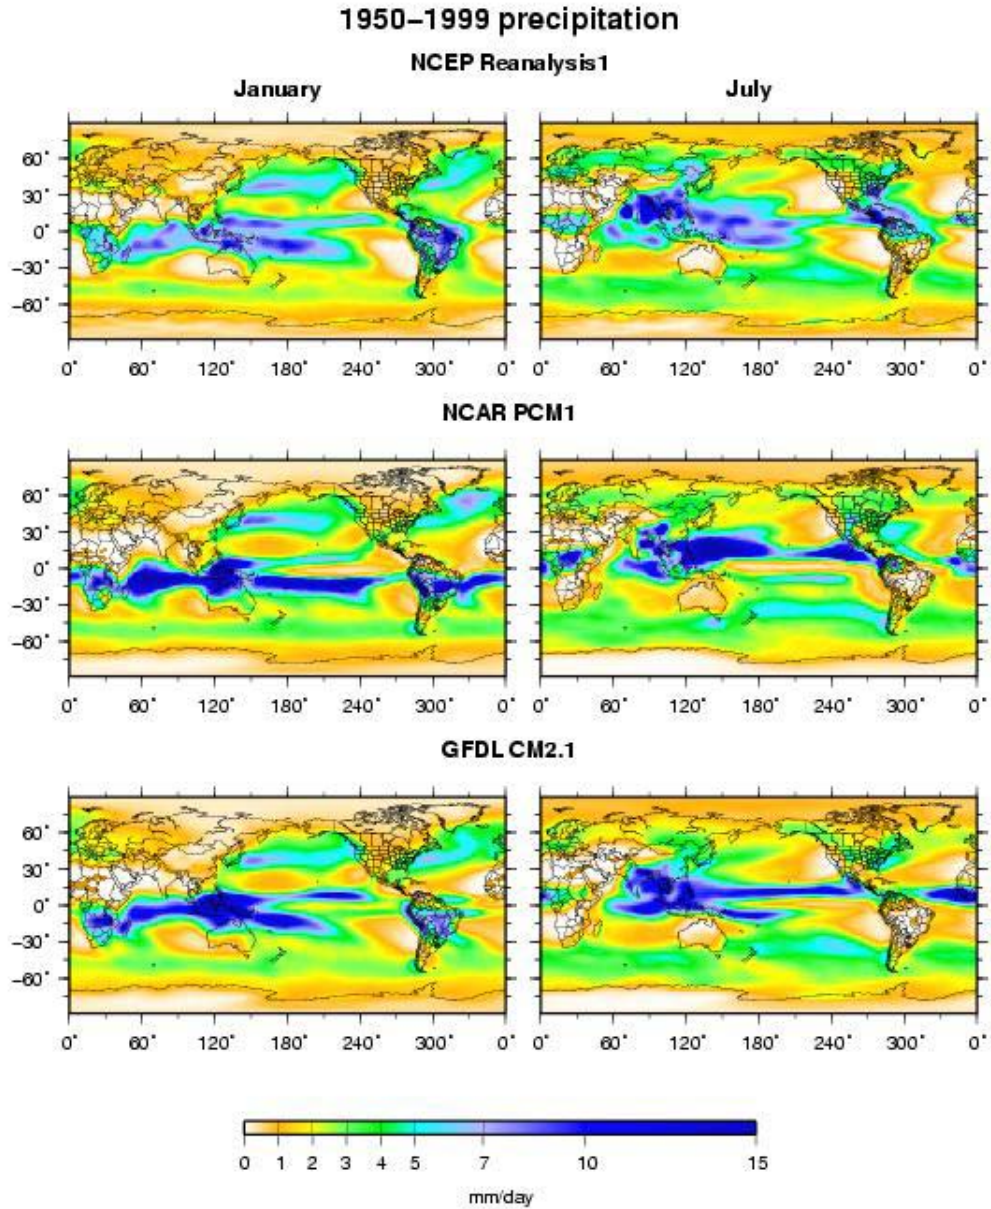 1950–1999 precipitation
NCEP Reanalysis1
January July
60°
30°
0°
−30°
−60°
0° 60° 120° 180° 240° 300° 0° 0° 60° 120° 180° 240° 300° 0°
NCAR PCM1
60°
30°
0°
−30°
−60°
0° 60° 120° 180° 240° 300° 0° 0° 60° 120° 180° 240° 300° 0°
GFDL CM2.1
60°
30°
0°
−30°
−60°
0° 60° 120° 180° 240° 300° 0° 0° 60° 120° 180° 240° 300° 0°
0 1 2 3 4 5 7 10 15
mm/day